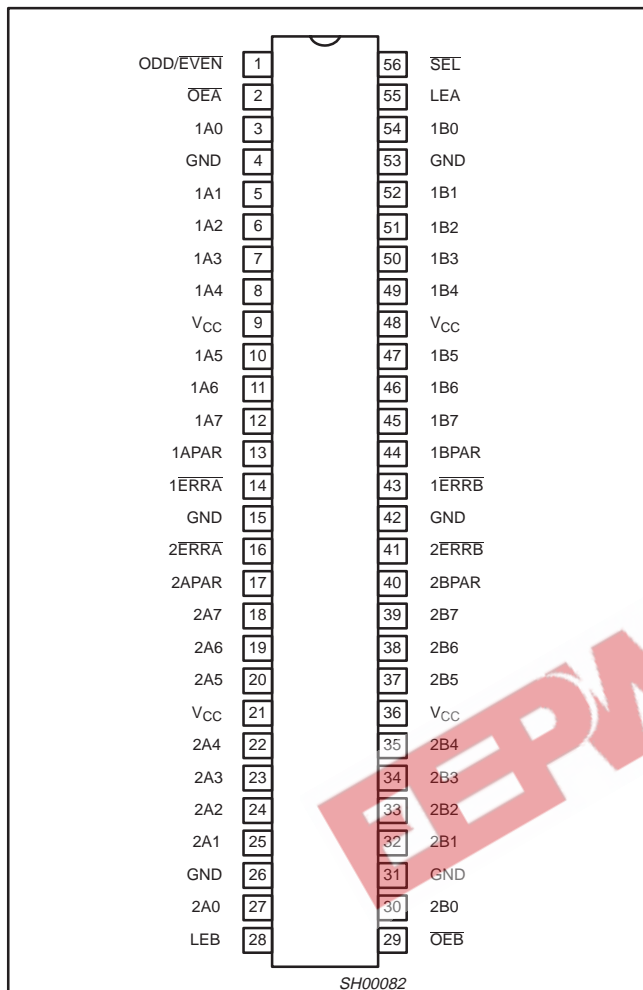 ODD/EVEN 1 56 SEL
OEA 2 55 LEA
1A0 3 54 1B0
GND 4 53 GND
1A1 5 52 1B1
1A2 6 51 1B2
1A3 7 50 1B3
1A4 8 49 1B4
VCC 9 48 VCC
1A5 10 47 1B5
1A6 11 46 1B6
1A7 12 45 1B7
1APAR 13 44 1BPAR
1ERRA 14 43 1ERRB
GND 15 42 GND
2ERRA 16 41 2ERRB
2APAR 17 40 2BPAR
2A7 18 39 2B7
2A6 19 38 2B6
2A5 20 37 2B5
VCC 21 36 VCC
2A4 22 35 2B4
2A3 23 34 2B3
2A2 24 33 2B2
2A1 25 32 2B1
GND 26 31 GND
2A0 27 30 2B0
LEB 28 29 OEB
SH00082